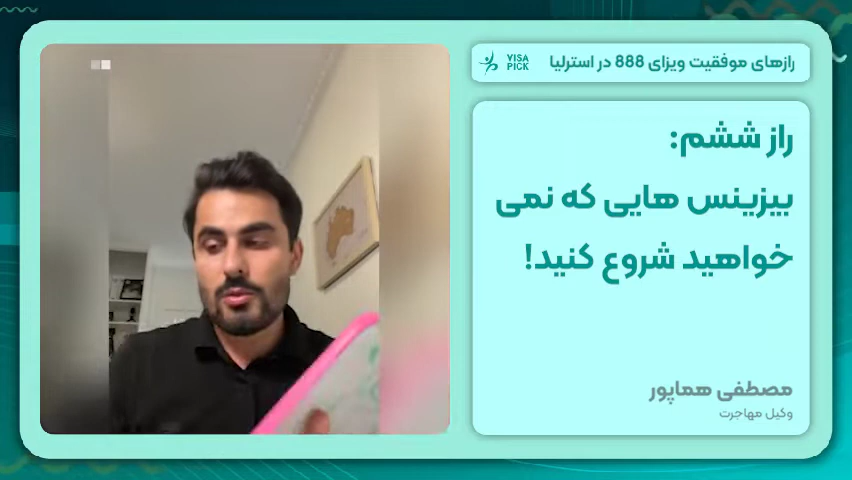 رازهای موفقیت ویزای 888 در استرلیا
VISA
PICK
راز ششم:
بیزینس هایی که نمی
خواهید شروع کنید!
مصطفی هماپور
وکیل مهاجرت